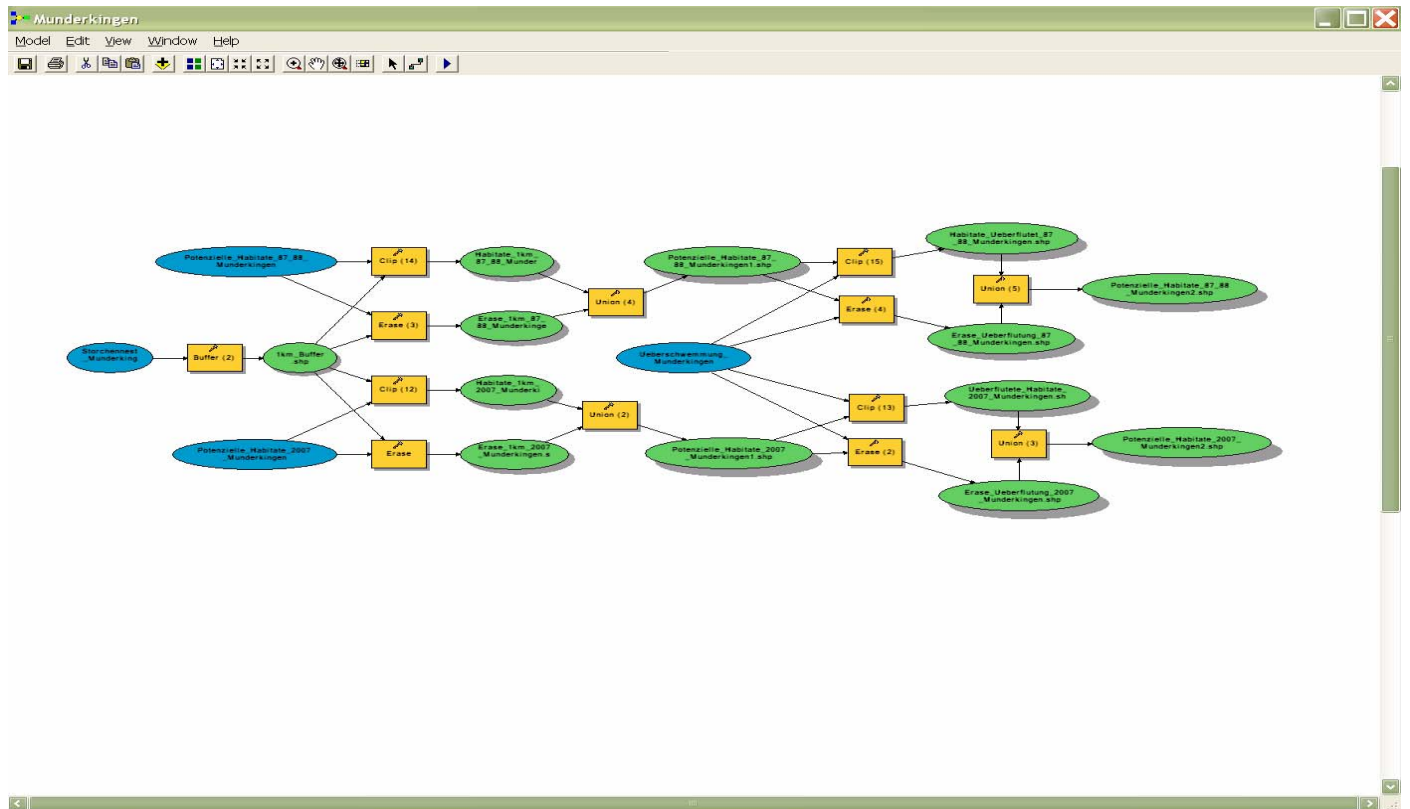 Munderkingen
Model Edit View Window Help
Potenzielle_Habitate_87_88_
Munderkingen
Clip (14)
Habitate_1km_
87_88_Munder
Erase (3)
Erase_1km_87_
88_Munderkinge
Union (4)
Storchennest
_Munderking
Buffer (2)
1km_Buffer
.shp
Clip (12)
Habitate_1km_
2007_Munderki
Union (2)
Potenzielle_Habitate_2007
_Munderkingen
Erase
Erase_1km_2007
_Munderkingen.s
Potenzielle_Habitate_87_
88_Munderkingen1.shp
Clip (15)
Habitate_Ueberflutet_87
_88_Munderkingen.shp
Union (5)
Potenzielle_Habitate_87_88
_Munderkingen2.shp
Erase (4)
Erase_Ueberflutung_87
_88_Munderkingen.shp
Ueberschwemmung_
Munderkingen
Clip (13)
Ueberflutete_Habitate_
2007_Munderkingen.sh
Union (3)
Potenzielle_Habitate_2007_
Munderkingen2.shp
Potenzielle_Habitate_2007
_Munderkingen1.shp
Erase (2)
Erase_Ueberflutung_2007
_Munderkingen.shp